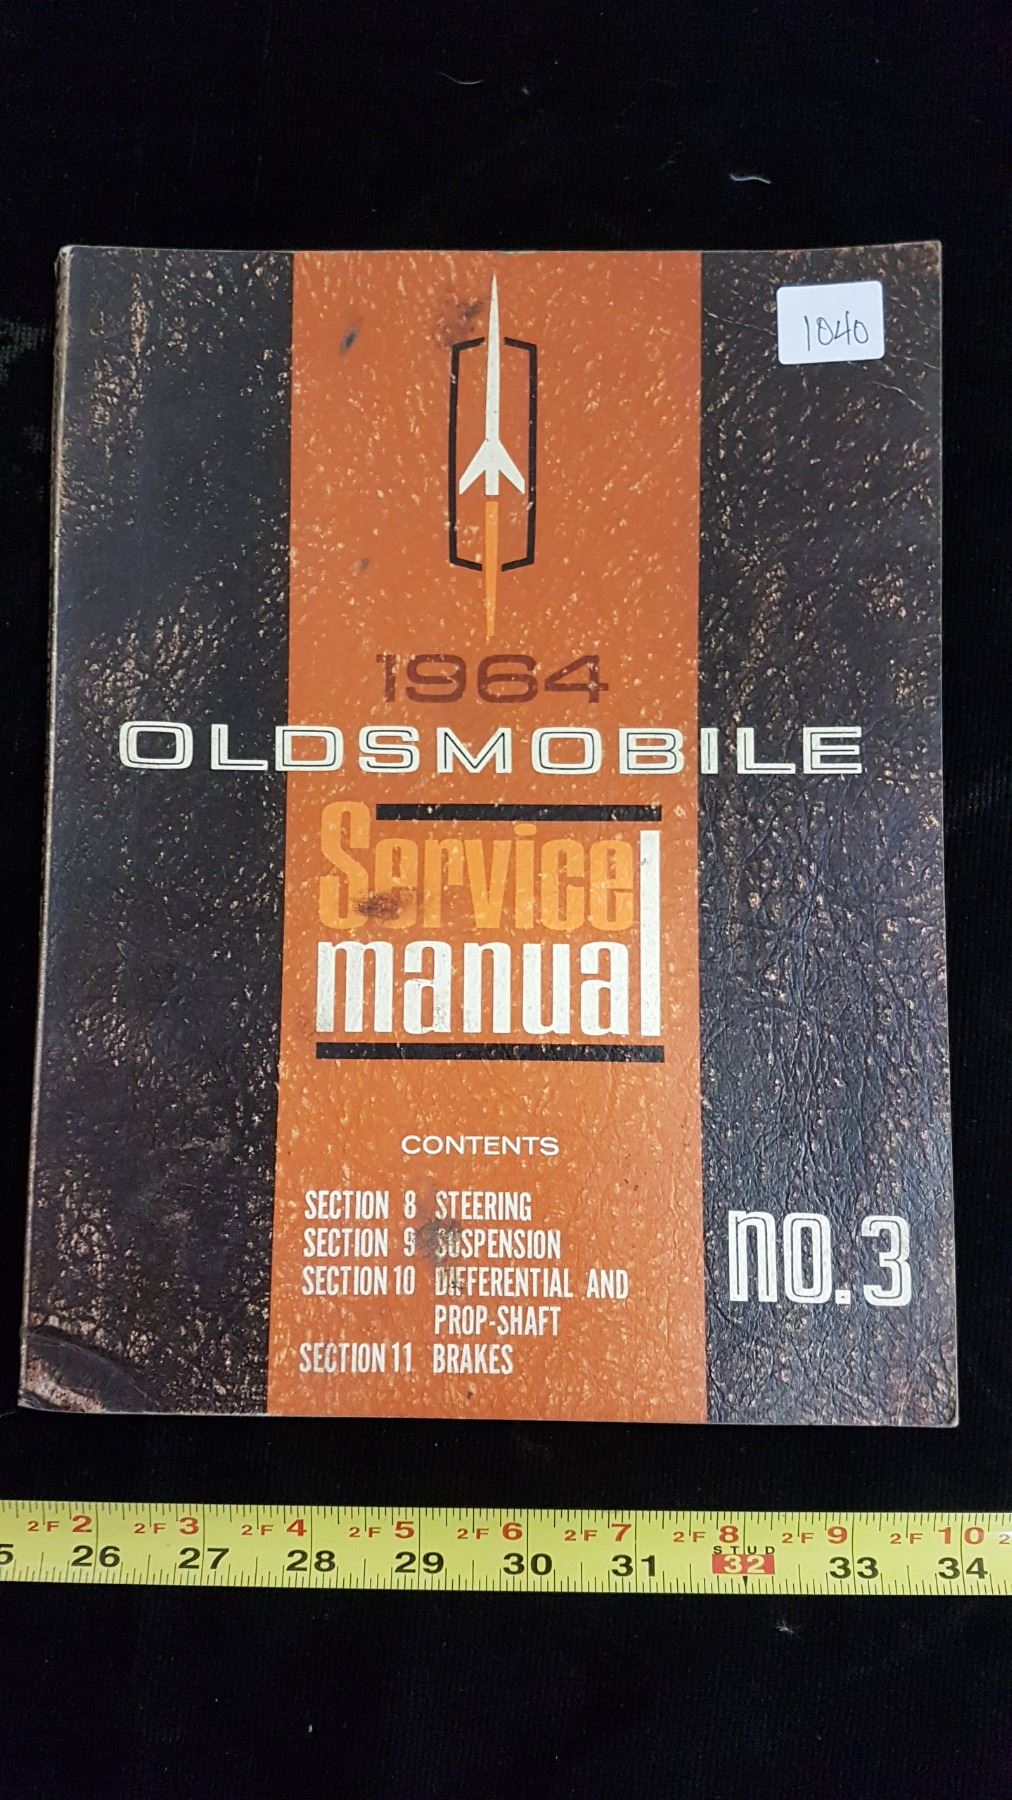 1040
1964
OLDSMOBILE
Service
manual
CONTENTS
SECTION 8 STEERING
SECTION 9 SUSPENSION
SECTION 10 DIFFERENTIAL AND
PROP-SHAFT
SECTION 11 BRAKES
no.3
2F 2 2F 3 2F 4 2F 5 2F 6 2F 7 2F 8 2F 9 2F 10 2
STUD
5 26 27 28 29 30 31 32 33 34